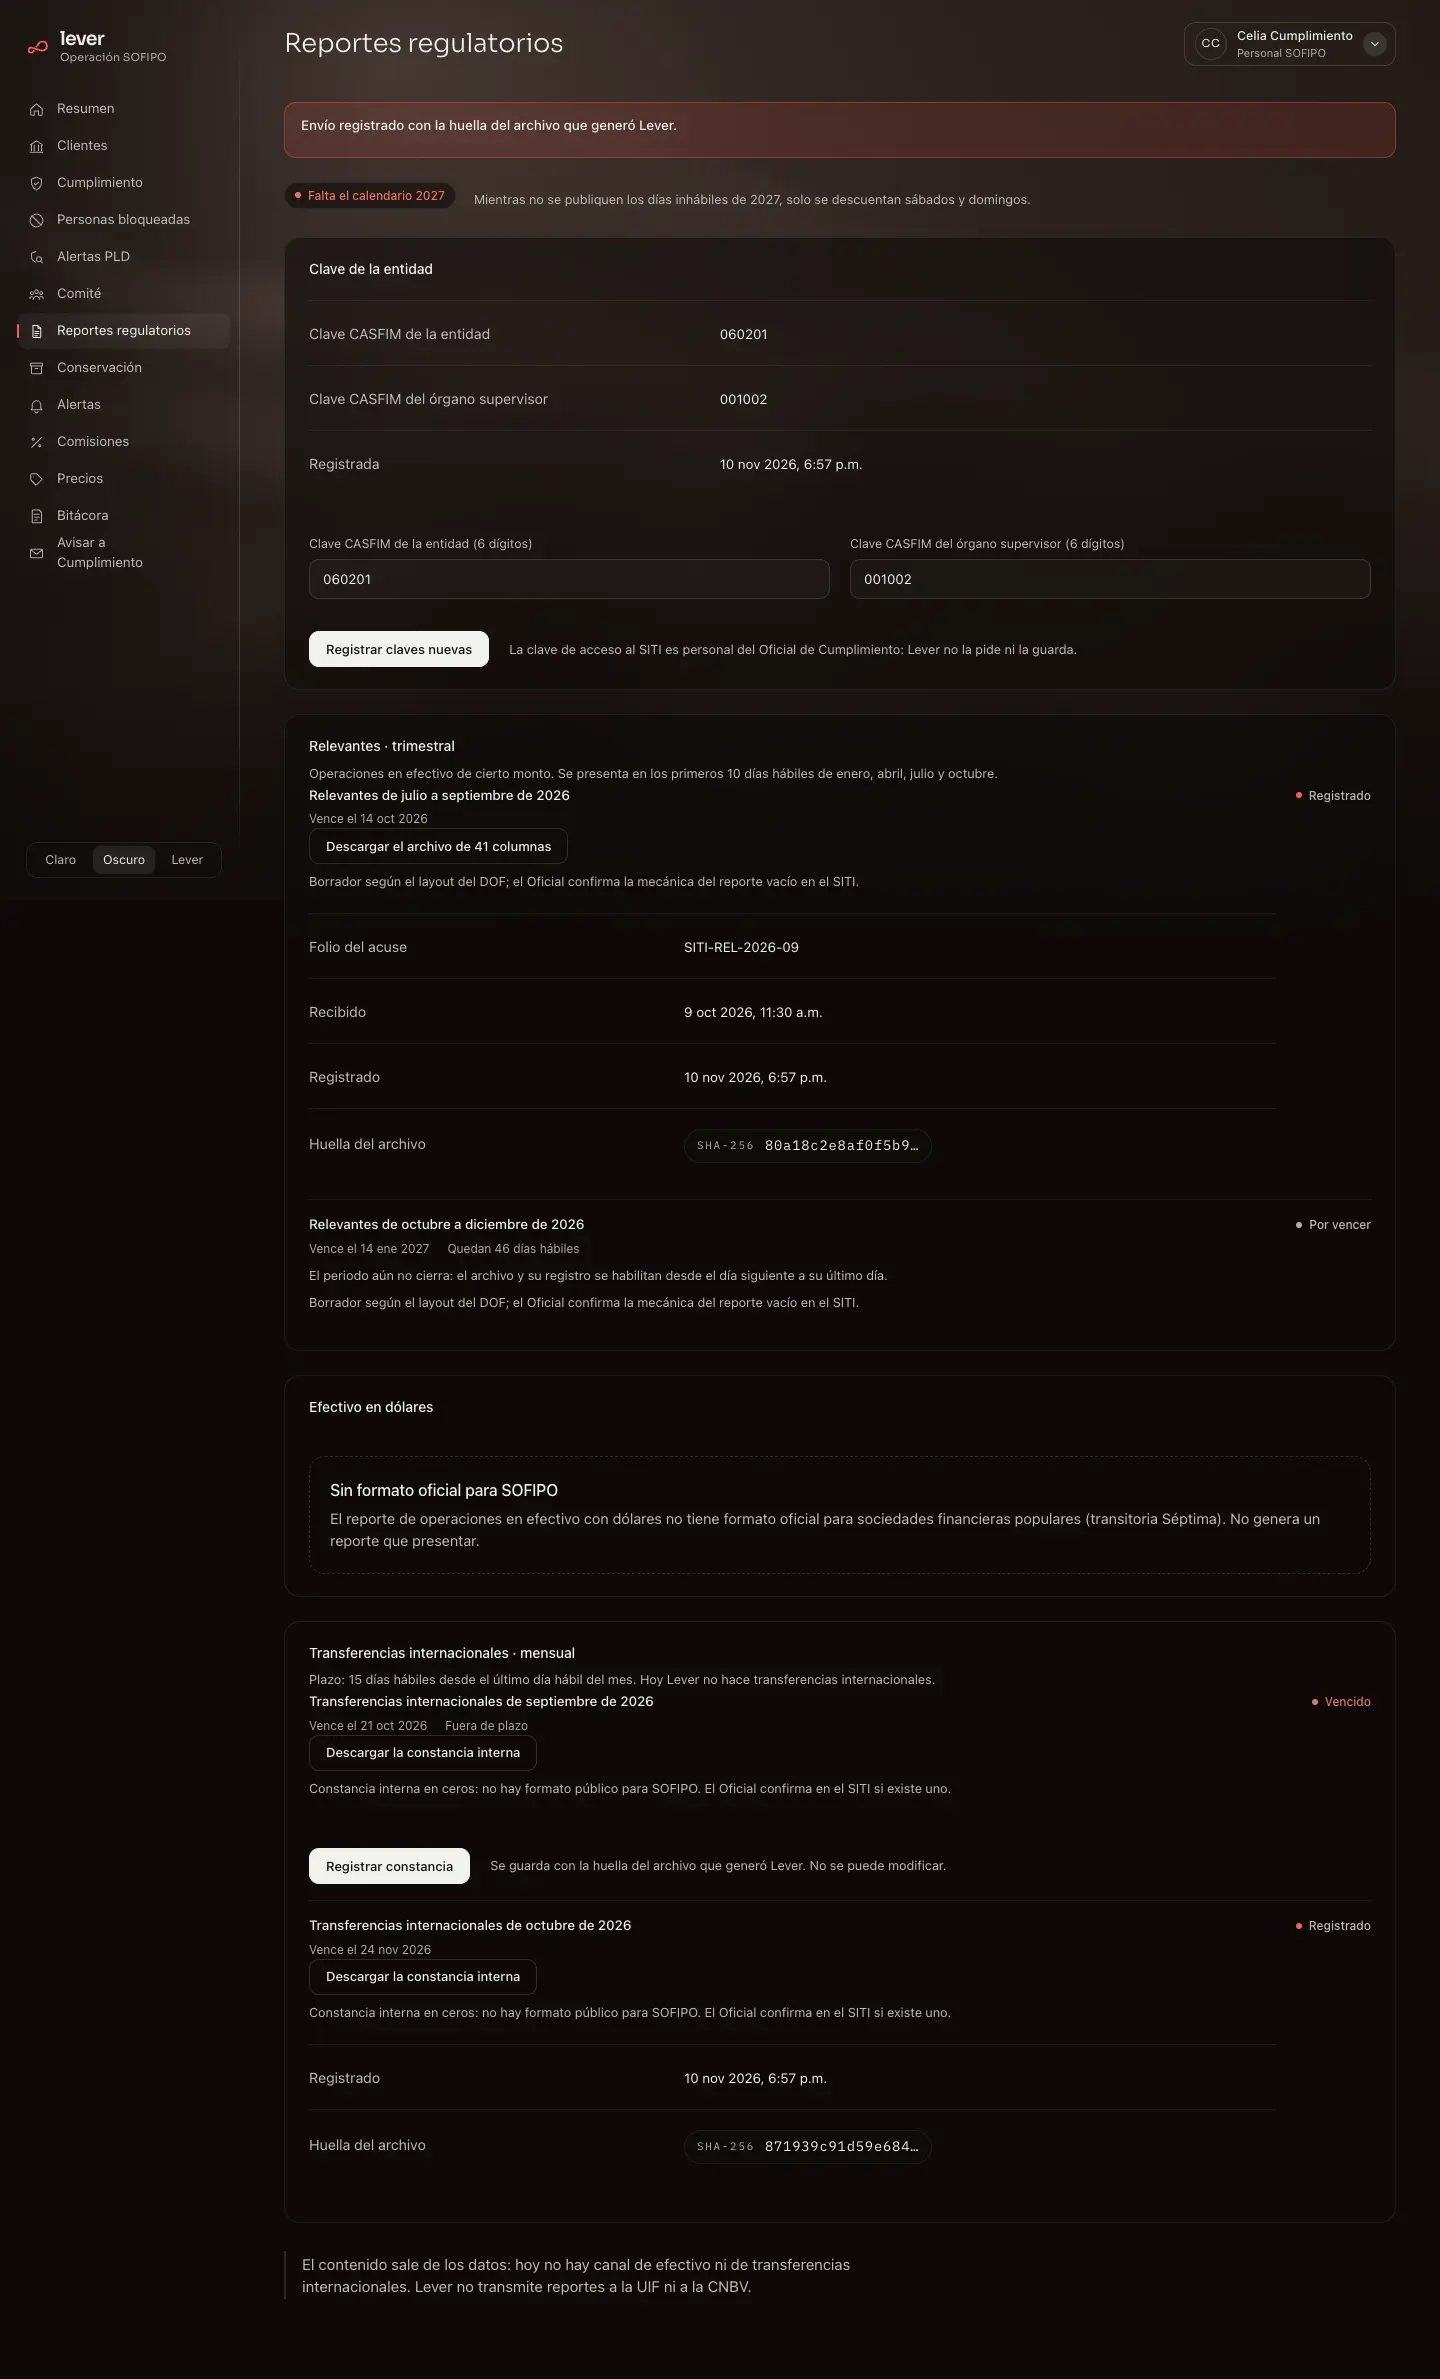 lever
Operación SOFIPO
Resumen
Clientes
Cumplimiento
Personas bloqueadas
Alertas PLD
Comité
Reportes regulatorios
Conservación
Alertas
Comisiones
Precios
Bitácora
Avisar a
Cumplimiento
Claro
Oscuro
Lever
Reportes regulatorios
CC
Celia Cumplimiento
Personal SOFIPO
Envío registrado con la huella del archivo que generó Lever.
Falta el calendario 2027
Mientras no se publiquen los días inhábiles de 2027, solo se descuentan sábados y domingos.
Clave de la entidad
Clave CASFIM de la entidad
060201
Clave CASFIM del órgano supervisor
001002
Registrada
10 nov 2026, 6:57 p.m.
Clave CASFIM de la entidad (6 dígitos)
Clave CASFIM del órgano supervisor (6 dígitos)
060201
001002
Registrar claves nuevas
La clave de acceso al SITI es personal del Oficial de Cumplimiento: Lever no la pide ni la guarda.
Relevantes · trimestral
Operaciones en efectivo de cierto monto. Se presenta en los primeros 10 días hábiles de enero, abril, julio y octubre.
Relevantes de julio a septiembre de 2026
Registrado
Vence el 14 oct 2026
Descargar el archivo de 41 columnas
Borrador según el layout del DOF; el Oficial confirma la mecánica del reporte vacío en el SITI.
Folio del acuse
SITI-REL-2026-09
Recibido
9 oct 2026, 11:30 a.m.
Registrado
10 nov 2026, 6:57 p.m.
Huella del archivo
SHA-256 80a18c2e8af0f5b9…
Relevantes de octubre a diciembre de 2026
Por vencer
Vence el 14 ene 2027
Quedan 46 días hábiles
El periodo aún no cierra: el archivo y su registro se habilitan desde el día siguiente a su último día.
Borrador según el layout del DOF; el Oficial confirma la mecánica del reporte vacío en el SITI.
Efectivo en dólares
Sin formato oficial para SOFIPO
El reporte de operaciones en efectivo con dólares no tiene formato oficial para sociedades financieras populares (transitoria Séptima). No genera un
reporte que presentar.
Transferencias internacionales · mensual
Plazo: 15 días hábiles desde el último día hábil del mes. Hoy Lever no hace transferencias internacionales.
Transferencias internacionales de septiembre de 2026
Vencido
Vence el 21 oct 2026
Fuera de plazo
Descargar la constancia interna
Constancia interna en ceros: no hay formato público para SOFIPO. El Oficial confirma en el SITI si existe uno.
Registrar constancia
Se guarda con la huella del archivo que generó Lever. No se puede modificar.
Transferencias internacionales de octubre de 2026
Registrado
Vence el 24 nov 2026
Descargar la constancia interna
Constancia interna en ceros: no hay formato público para SOFIPO. El Oficial confirma en el SITI si existe uno.
Registrado
10 nov 2026, 6:57 p.m.
Huella del archivo
SHA-256 871939c91d59e684…
El contenido sale de los datos: hoy no hay canal de efectivo ni de transferencias
internacionales. Lever no transmite reportes a la UIF ni a la CNBV.